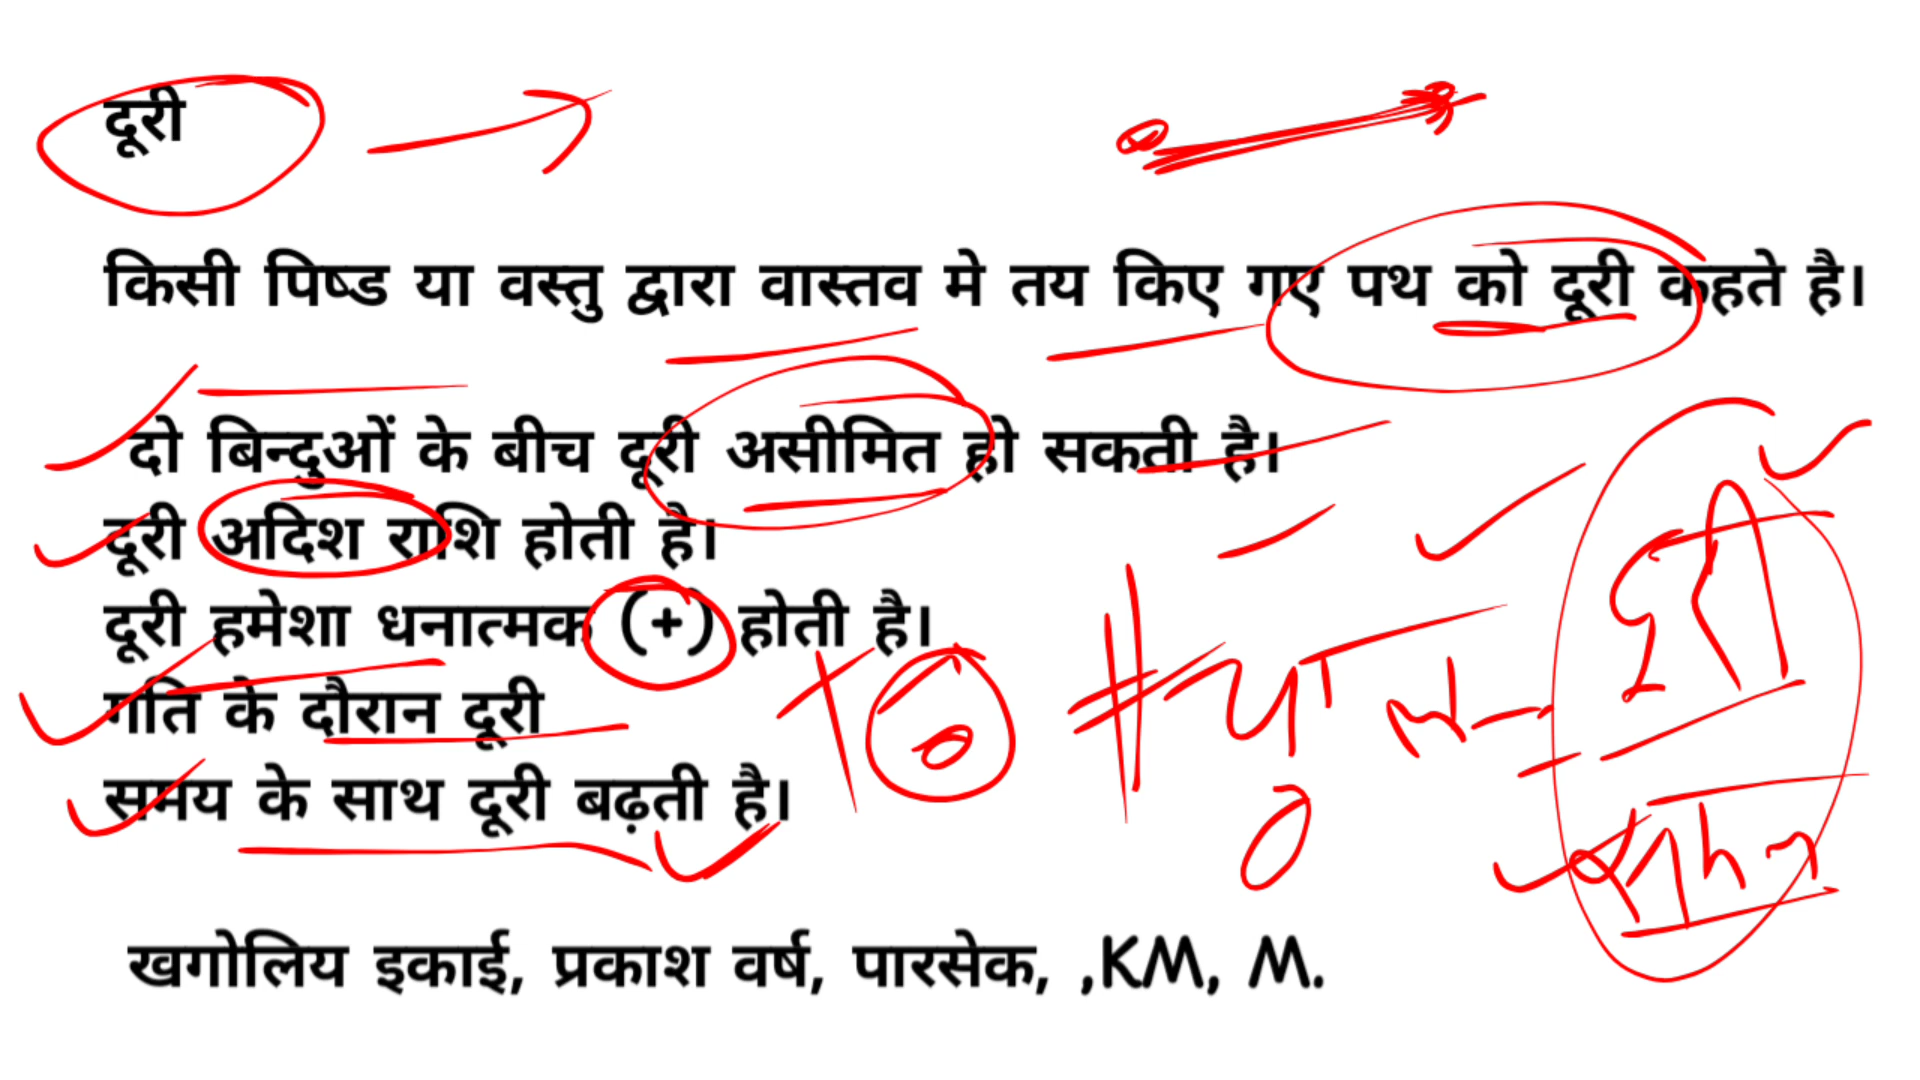 दूरी
किसी पिष्ड या वस्तु द्वारा वास्तव मे तय किए गए पथ को दूरी कहते है।
दो बिन्दुओं के बीच दूरी असीमित हो सकती है।
दूरी अदिश राशि होती है।
दूरी हमेशा धनात्मक (+) होती है।
गति के दौरान दूरी
समय के साथ दूरी बढ़ती है।
खगोलिय इकाई, प्रकाश वर्ष, पारसेक, ,KM, M.